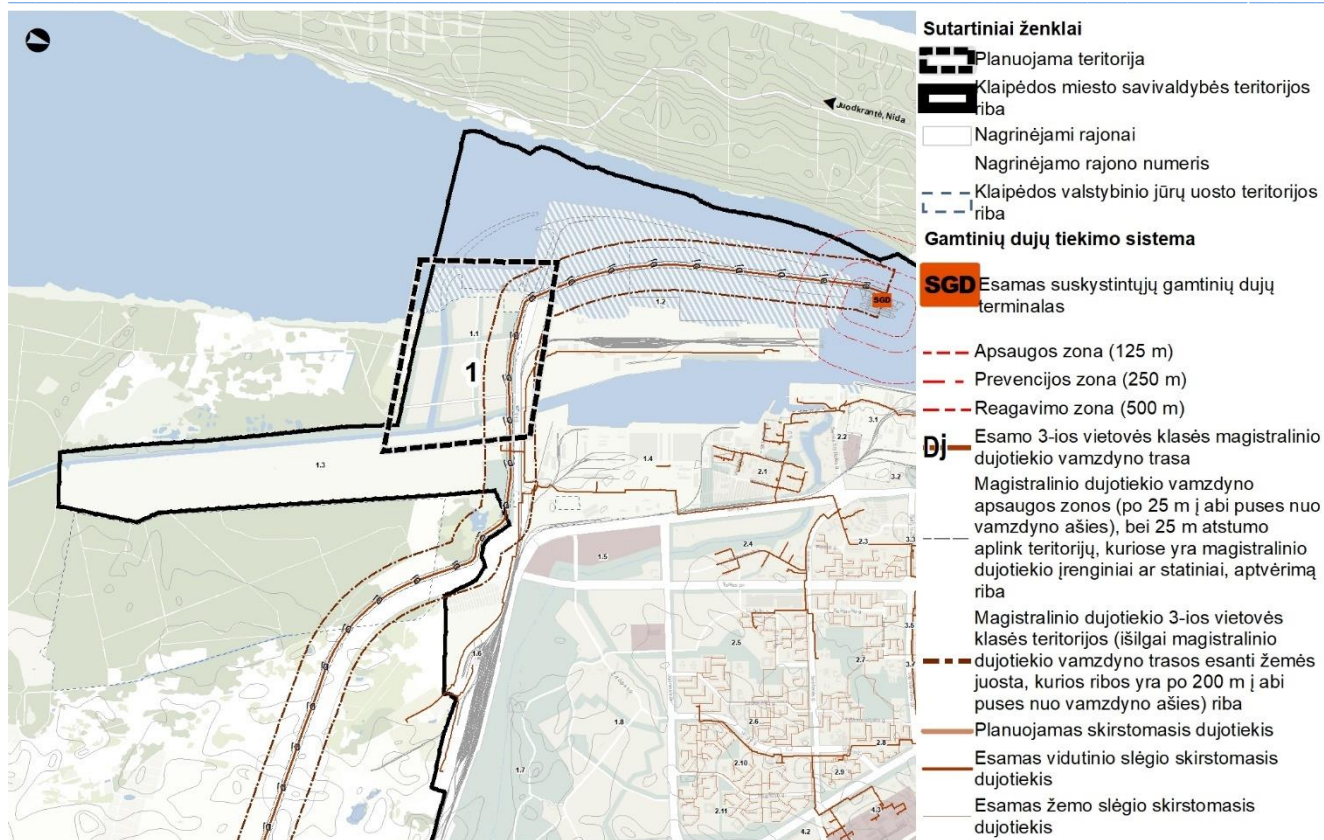 Juodkrantė, Nida
SGD
1.2
1.1
1
1.3
1.4
2.1
2.2
3.1
3.2
1.5
2.4
2.3
3.3
1.6
2.5
2.7
1.8
2.6
2.8
1.7
2.10
2.9
2.11
4.2
4.3
Sutartiniai ženklai
Planuojama teritorija
Klaipėdos miesto savivaldybės teritorijos
riba
Nagrinėjami rajonai
Nagrinėjamo rajono numeris
Klaipėdos valstybinio jūrų uosto teritorijos
riba
Gamtinių dujų tiekimo sistema
SGD Esamas suskystintųjų gamtinių dujų
terminalas
Apsaugos zona (125 m)
Prevencijos zona (250 m)
Reagavimo zona (500 m)
Dj Esamo 3-ios vietovės klasės magistralinio
dujotiekio vamzdyno trasa
Magistralinio dujotiekio vamzdyno
apsaugos zonos (po 25 m į abi puses nuo
vamzdyno ašies), bei 25 m atstumo
aplink teritorijų, kuriose yra magistralinio
dujotiekio įrenginiai ar statiniai, aptvėrimą
riba
Magistralinio dujotiekio 3-ios vietovės
klasės teritorijos (išilgai magistralinio
dujotiekio vamzdyno trasos esanti žemės
juosta, kurios ribos yra po 200 m į abi
puses nuo vamzdyno ašies) riba
Planuojamas skirstomasis dujotiekis
Esamas vidutinio slėgio skirstomasis
dujotiekis
Esamas žemo slėgio skirstomasis
dujotiekis